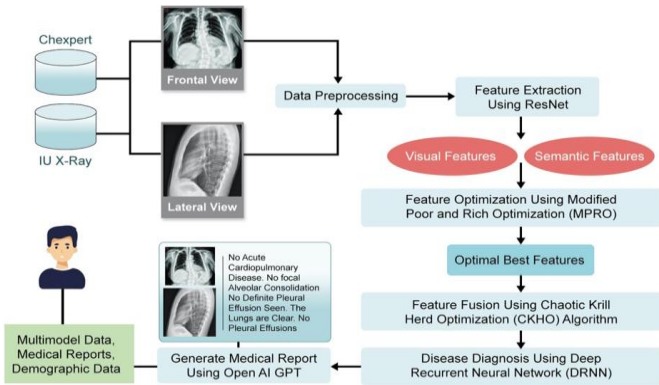 Chexpert
IU X-Ray
Frontal View
Lateral View
Data Preprocessing
Feature Extraction
Using ResNet
Visual Features
Semantic Features
Feature Optimization Using Modified
Poor and Rich Optimization (MPRO)
Optimal Best Features
Feature Fusion Using Chaotic Krill
Herd Optimization (CKHO) Algorithm
Disease Diagnosis Using Deep
Recurrent Neural Network (DRNN)
No Acute
Cardiopulmonary
Disease. No focal
Alveolar Consolidation
No Definite Pleural
Effusion Seen. The
Lungs are Clear. No
Pleural Effusions
Generate Medical Report
Using Open AI GPT
Multimodel Data,
Medical Reports,
Demographic Data